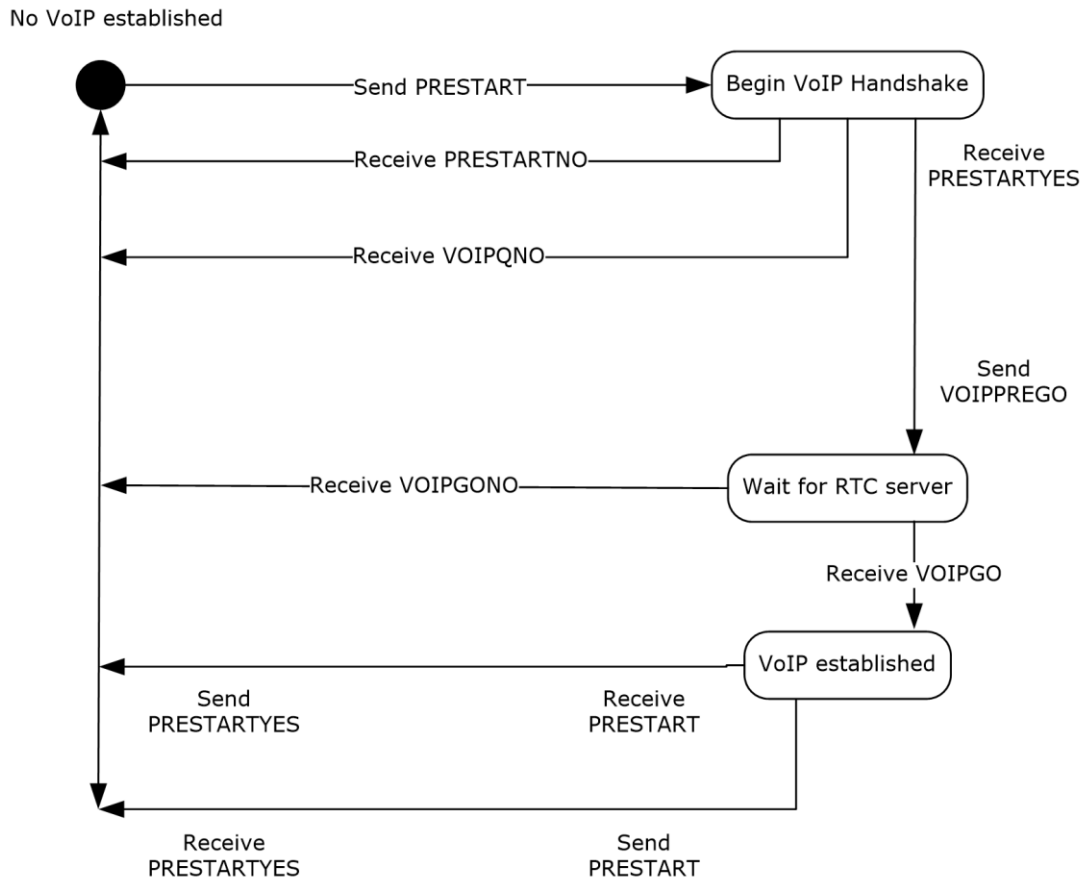 No VoIP established
Send PRESTART
Begin VoIP Handshake
Receive PRESTARTNO
Receive
PRESTARTYES
Receive VOIPQNO
Send
VOIPPREGO
Receive VOIPGONO
Wait for RTC server
Receive VOIPGO
VoIP established
Send
PRESTARTYES
Receive
PRESTART
Receive
PRESTARTYES
Send
PRESTART